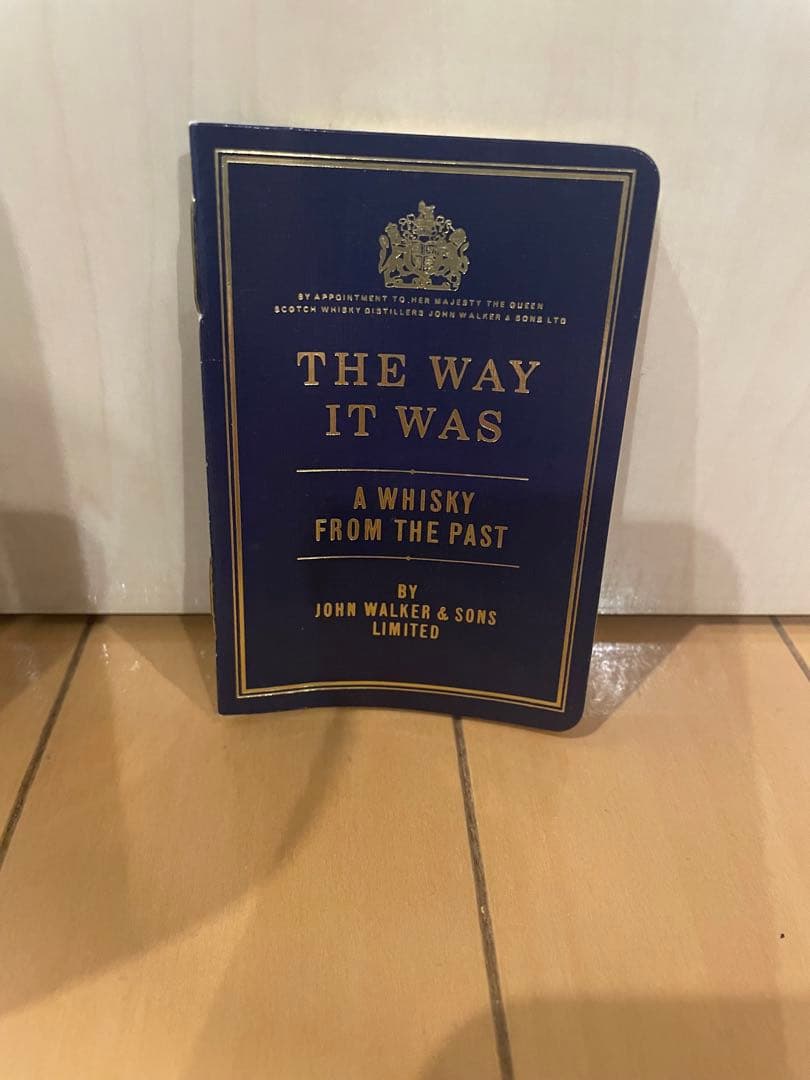 BY APPOINTMENT TO HER MAJESTY THE QUEEN
SCOTCH WHISKY DISTILLERS JOHN WALKER & SONS LTD
THE WAY
IT WAS
A WHISKY
FROM THE PAST
BY
JOHN WALKER & SONS
LIMITED